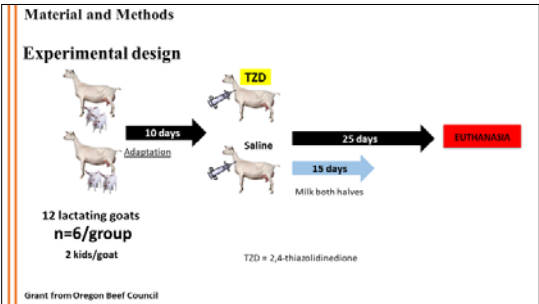 Material and Methods
Experimental design
TZD
10 days
Adaptation
Saline
25 days
EUTHANASIA
15 days
Milk both halves
12 lactating goats
n=6/group
2 kids/goat
TZD = 2,4-thiazolidinedione
Grant from Oregon Beef Council